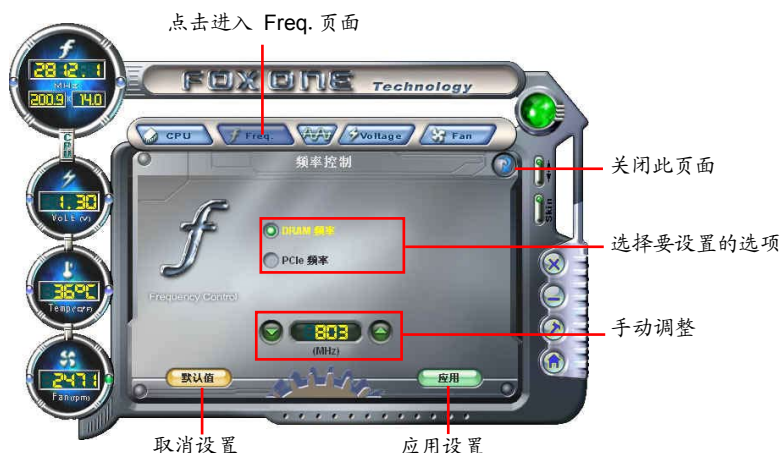 点击进入 Freq. 页面
2812.1
MHz
200.9 × 14.0
FOX ONE Technology
CPU
CPU
Freq.
Voltage
Fan
频率控制
关闭此页面
1.30
Volt(v)
Skin
DRAM 频率
PCIe 频率
选择要设置的选项
Frequency Control
36°C
803
(MHz)
手动调整
默认值
应用
2471
Fan(rpm)
取消设置
应用设置